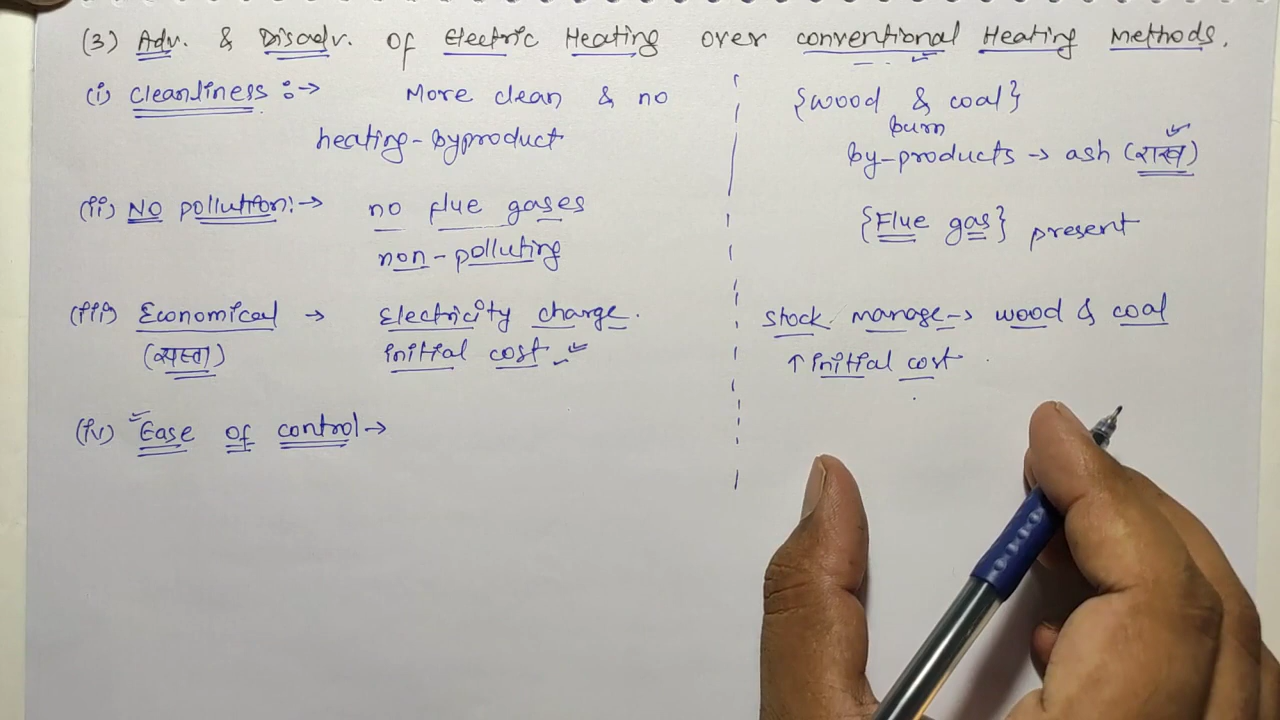 (3) Adv. & Disadv. of Electric Heating over conventional Heating Methods.
(i) Cleanliness :→ More clean & no
heating-byproduct
{wood & coal}
burn
by-products → ash (राख)
(ii) No pollution:→ no flue gases
non-polluting
{Flue gas} present
(iii) Economical → Electricity charge.
(सस्ता) initial cost
stock manage → wood & coal
↑ initial cost
(iv) Ease of control →